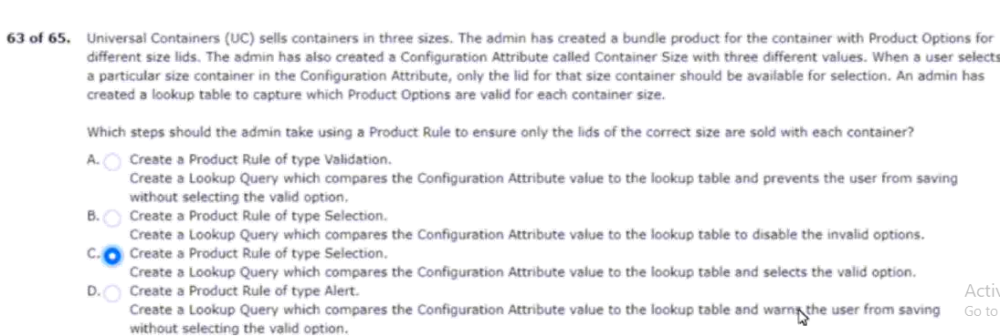 63 of 65. Universal Containers (UC) sells containers in three sizes. The admin has created a bundle product for the container with Product Options for
different size lids. The admin has also created a Configuration Attribute called Container Size with three different values. When a user selects
a particular size container in the Configuration Attribute, only the lid for that size container should be available for selection. An admin has
created a lookup table to capture which Product Options are valid for each container size.
Which steps should the admin take using a Product Rule to ensure only the lids of the correct size are sold with each container?
A. Create a Product Rule of type Validation.
Create a Lookup Query which compares the Configuration Attribute value to the lookup table and prevents the user from saving
without selecting the valid option.
B. Create a Product Rule of type Selection.
Create a Lookup Query which compares the Configuration Attribute value to the lookup table to disable the invalid options.
C. Create a Product Rule of type Selection.
Create a Lookup Query which compares the Configuration Attribute value to the lookup table and selects the valid option.
D. Create a Product Rule of type Alert.
Create a Lookup Query which compares the Configuration Attribute value to the lookup table and warns the user from saving
without selecting the valid option.
Activ
Go to